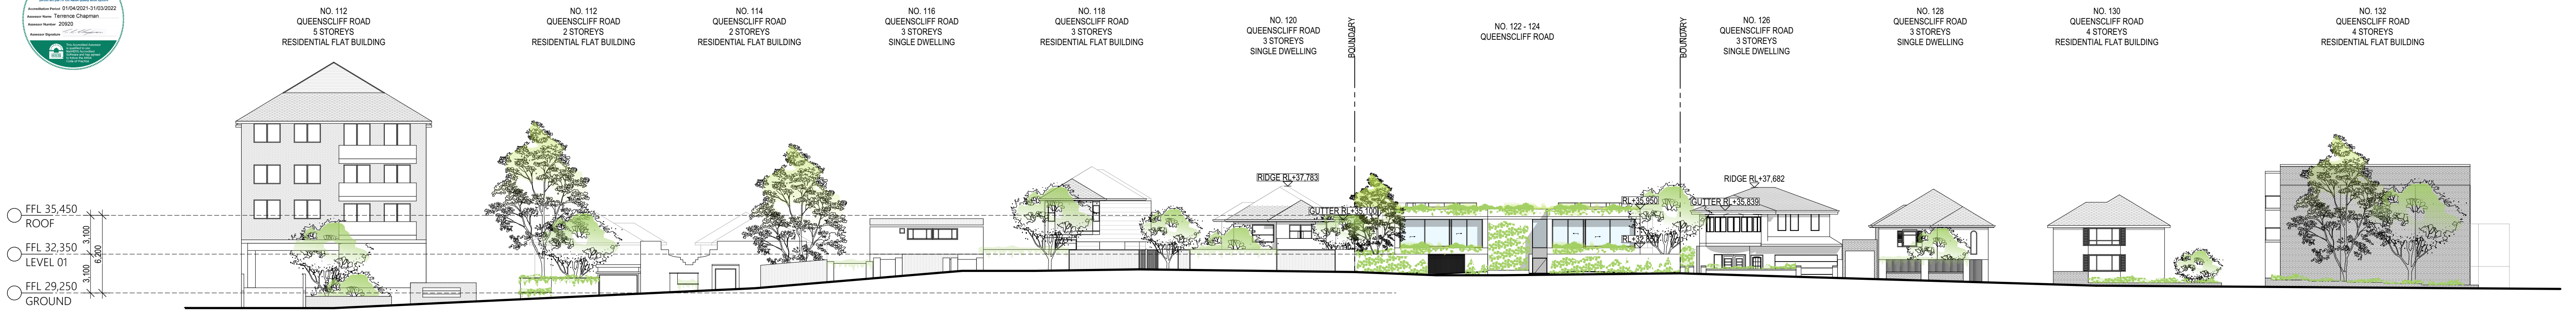 Accreditation Period 01/04/2021-31/03/2022
Assessor Name Terrence Chapman
Assessor Number 20920
Assessor Signature
NO. 112
QUEENSCLIFF ROAD
5 STOREYS
RESIDENTIAL FLAT BUILDING
NO. 112
QUEENSCLIFF ROAD
2 STOREYS
RESIDENTIAL FLAT BUILDING
NO. 114
QUEENSCLIFF ROAD
2 STOREYS
RESIDENTIAL FLAT BUILDING
NO. 116
QUEENSCLIFF ROAD
3 STOREYS
SINGLE DWELLING
NO. 118
QUEENSCLIFF ROAD
3 STOREYS
RESIDENTIAL FLAT BUILDING
NO. 120
QUEENSCLIFF ROAD
3 STOREYS
SINGLE DWELLING
BOUNDARY
NO. 122 - 124
QUEENSCLIFF ROAD
BOUNDARY
NO. 126
QUEENSCLIFF ROAD
3 STOREYS
SINGLE DWELLING
NO. 128
QUEENSCLIFF ROAD
3 STOREYS
SINGLE DWELLING
NO. 130
QUEENSCLIFF ROAD
4 STOREYS
RESIDENTIAL FLAT BUILDING
NO. 132
QUEENSCLIFF ROAD
4 STOREYS
RESIDENTIAL FLAT BUILDING
RIDGE RL+37,783
GUTTER RL+35,100
RL+35,950
RIDGE RL+37,682
GUTTER RL+35,839
FFL 35,450
ROOF
3,100
6,200
FFL 32,350
LEVEL 01
3,100
FFL 29,250
GROUND